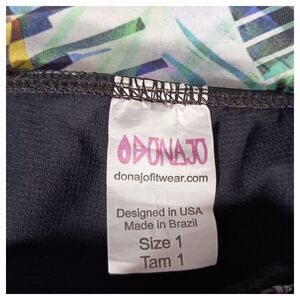 DONAJO
donajofitwear.com
Designed in USA
Made in Brazil
Size 1
Tam 1